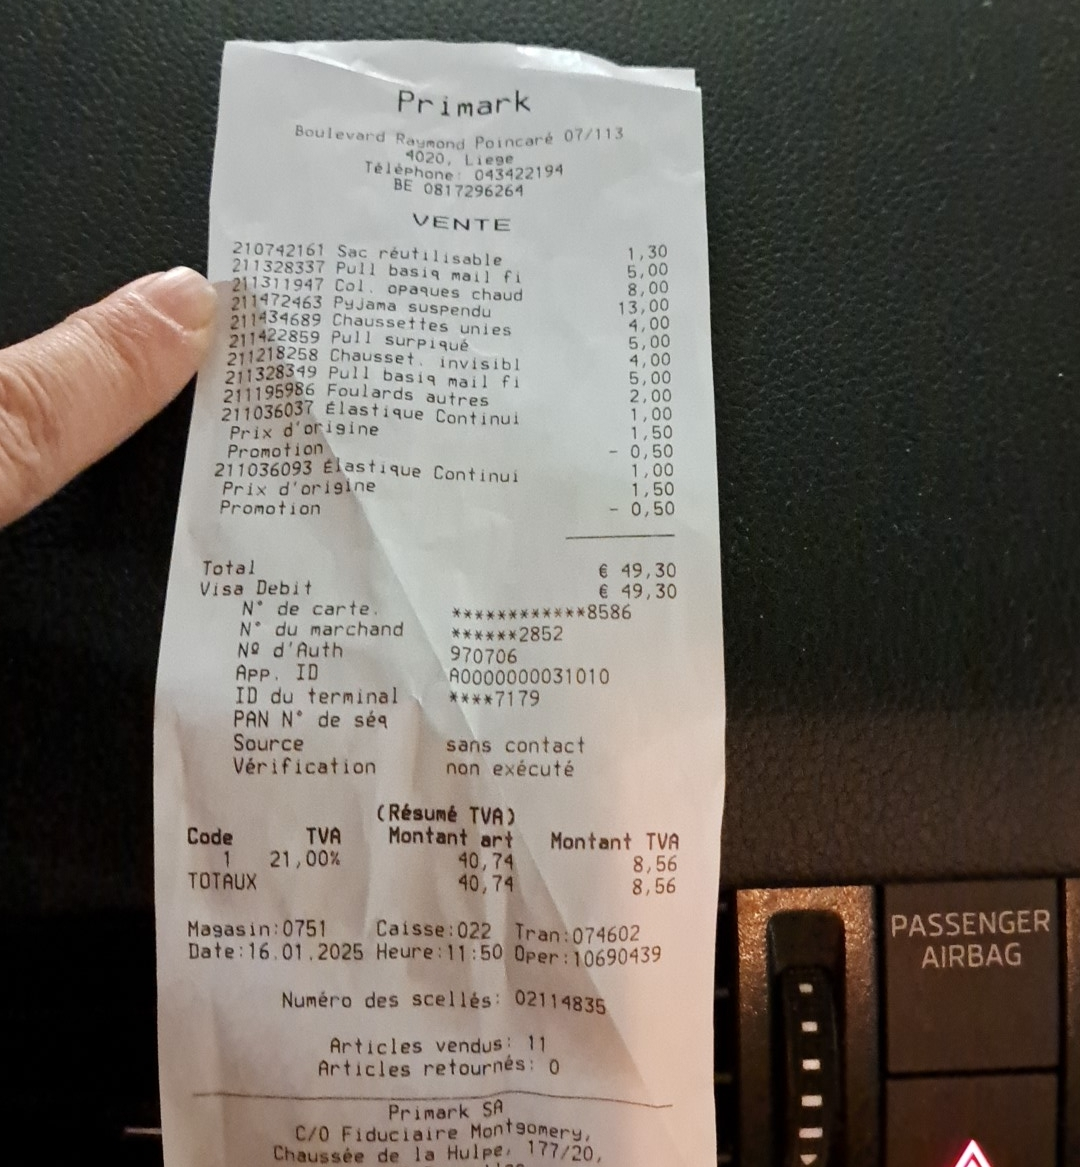 Primark
Boulevard Raymond Poincaré 07/113
4020, Liege
Téléphone: 043422194
BE 0817296264
VENTE
210742161 Sac réutilisable 1,30
211328337 Pull basiq mail fi 5,00
211311947 Col. opaques chaud 8,00
211472463 Pyjama suspendu 13,00
211434689 Chaussettes unies 4,00
211422859 Pull surpiqué 5,00
211218258 Chausset. invisibl 4,00
211328349 Pull basiq mail fi 5,00
211195986 Foulards autres 2,00
211036037 Élastique Continui 1,00
Prix d'origine 1,50
Promotion - 0,50
211036093 Élastique Continui 1,00
Prix d'origine 1,50
Promotion - 0,50
Total € 49,30
Visa Debit € 49,30
N° de carte. ************8586
N° du marchand ******2852
Nº d'Auth 970706
App. ID A0000000031010
ID du terminal ****7179
PAN N° de séq
Source sans contact
Vérification non exécuté
(Résumé TVA)
Code TVA Montant art Montant TVA
1 21,00% 40,74 8,56
TOTAUX 40,74 8,56
Magasin:0751 Caisse:022 Tran:074602
Date:16.01.2025 Heure:11:50 Oper:10690439
Numéro des scellés: 02114835
Articles vendus: 11
Articles retournés: 0
Primark SA
C/O Fiduciaire Montgomery,
Chaussée de la Hulpe, 177/20,
PASSENGER
AIRBAG